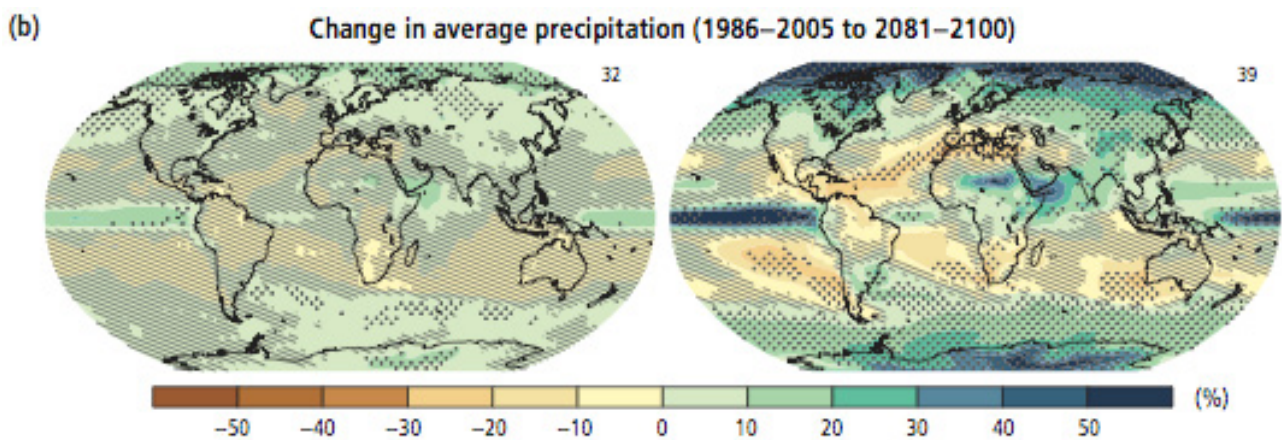 (b) Change in average precipitation (1986–2005 to 2081–2100)
32 39
(%)
–50 –40 –30 –20 –10 0 10 20 30 40 50